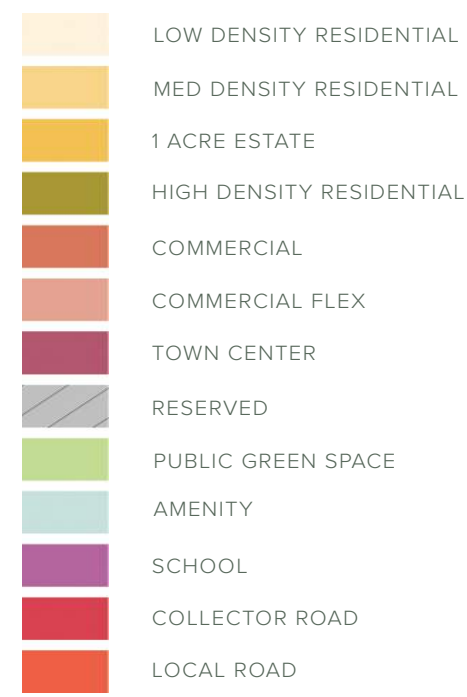 LOW DENSITY RESIDENTIAL
MED DENSITY RESIDENTIAL
1 ACRE ESTATE
HIGH DENSITY RESIDENTIAL
COMMERCIAL
COMMERCIAL FLEX
TOWN CENTER
RESERVED
PUBLIC GREEN SPACE
AMENITY
SCHOOL
COLLECTOR ROAD
LOCAL ROAD